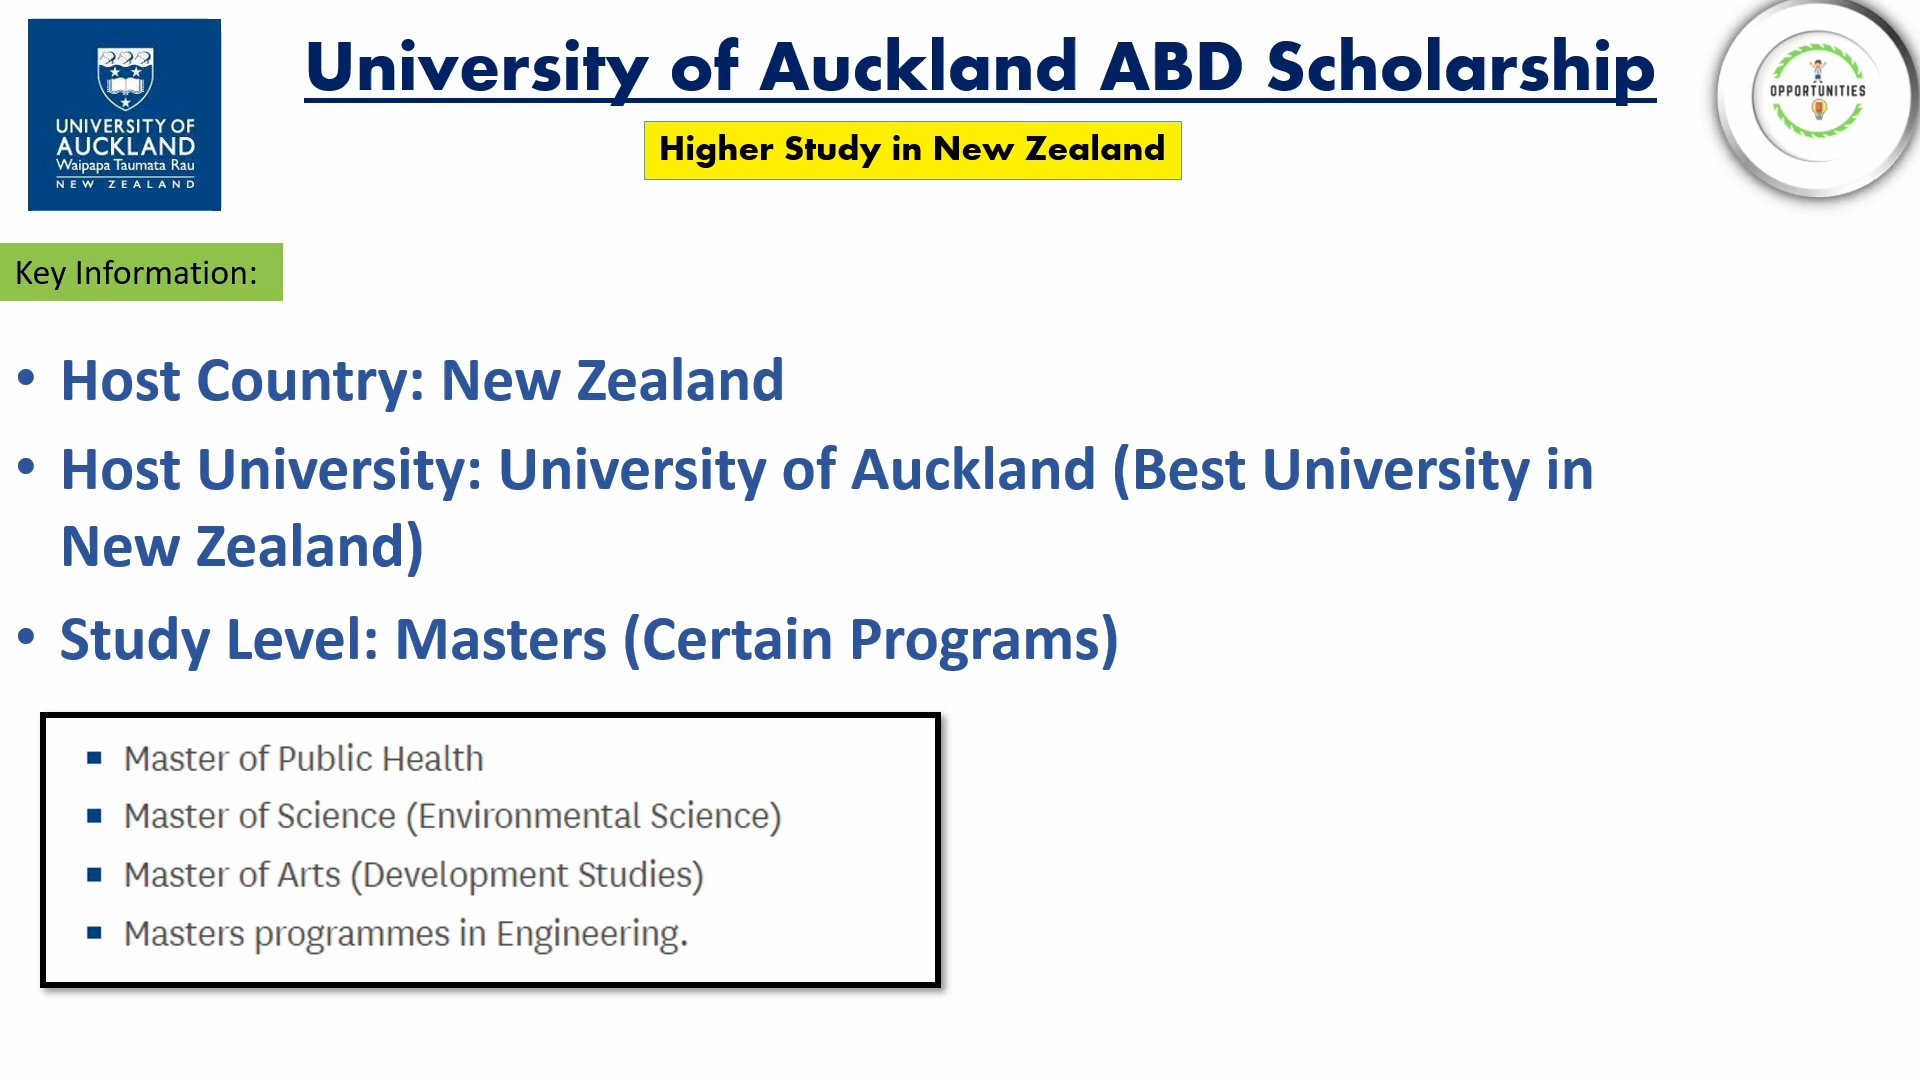 UNIVERSITY OF
AUCKLAND
Waipapa Taumata Rau
NEW ZEALAND
University of Auckland ABD Scholarship
Higher Study in New Zealand
OPPORTUNITIES
Key Information:
• Host Country: New Zealand
• Host University: University of Auckland (Best University in
New Zealand)
• Study Level: Masters (Certain Programs)
▪ Master of Public Health
▪ Master of Science (Environmental Science)
▪ Master of Arts (Development Studies)
▪ Masters programmes in Engineering.